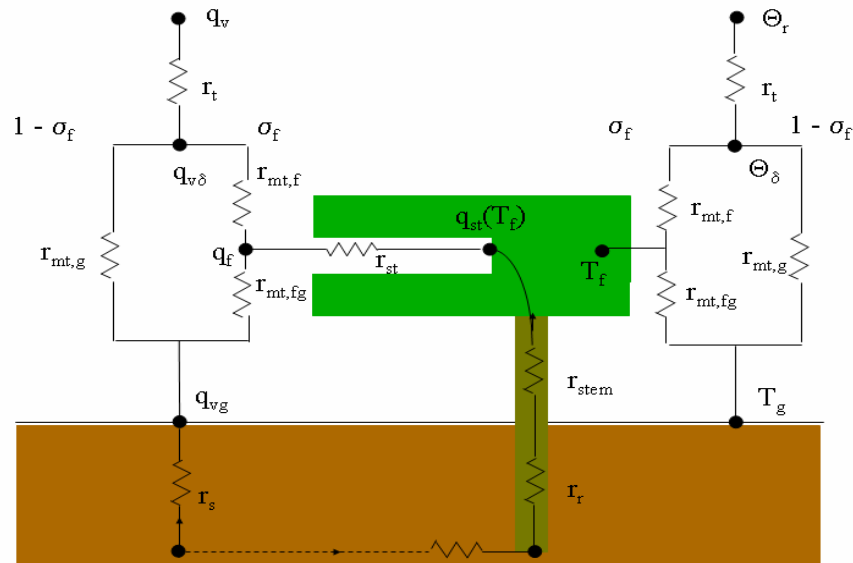 q_v Θ_r
r_t r_t
1 - σ_f σ_f σ_f 1 - σ_f
q_vδ r_mt,f Θ_δ
q_st(T_f) r_mt,f
r_mt,g q_f r_st T_f r_mt,g
r_mt,fg r_mt,fg
r_stem
q_vg T_g
r_s r_r